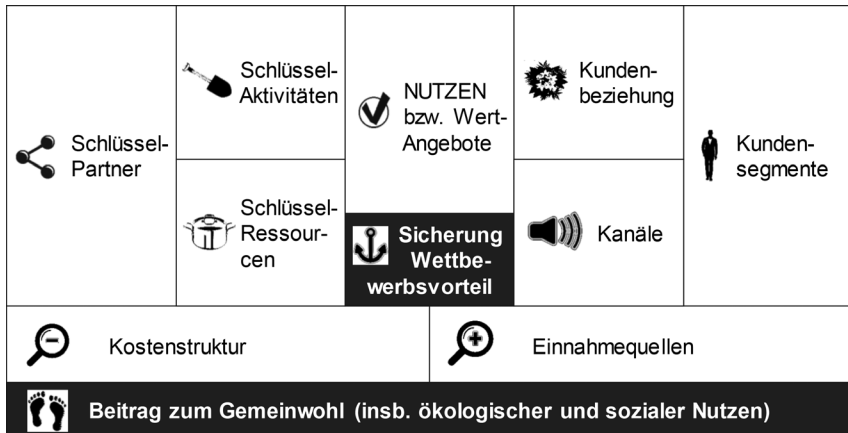 Schlüssel-
Partner
Schlüssel-
Aktivitäten
Schlüssel-
Ressour-
cen
NUTZEN
bzw. Wert-
Angebote
Sicherung
Wettbe-
werbsvorteil
Kunden-
beziehung
Kanäle
Kunden-
segmente
Kostenstruktur
Einnahmequellen
Beitrag zum Gemeinwohl (insb. ökologischer und sozialer Nutzen)